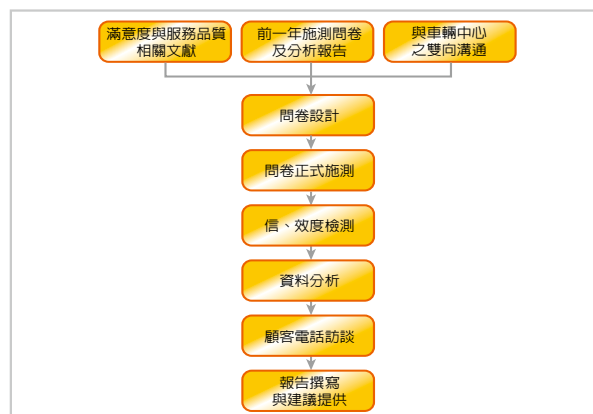 滿意度與服務品質
相關文獻
前一年施測問卷
及分析報告
與車輛中心
之雙向溝通
問卷設計
問卷正式施測
信、效度檢測
資料分析
顧客電話訪談
報告撰寫
與建議提供